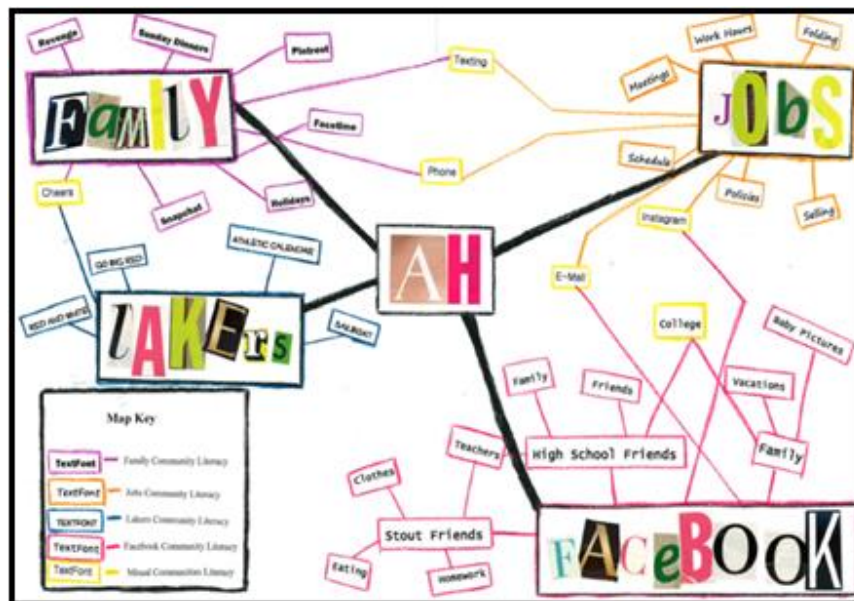 Revenge
Sunday Dinners
Pintrest
Family
Facetime
Cheers
Snapchat
Holidays
Texting
Phone
Work Hours
Folding
Meetings
Jobs
Schedule
Policies
Selling
Instagram
E-Mail
AH
GO BIG RED
ATHLETIC CALENDAR
RED AND WHITE
LAKers
SAILBOAT
College
Baby Pictures
Vacations
Family
Friends
Teachers
High School Friends
Family
Clothes
Stout Friends
Eating
HOMEWORK
FACeBOOK
Map Key
TextFont Family Community Literacy
TextFont Jobs Community Literacy
TEXTFONT Lakers Community Literacy
TextFont Facebook Community Literacy
TextFont Mixed Communities Literacy